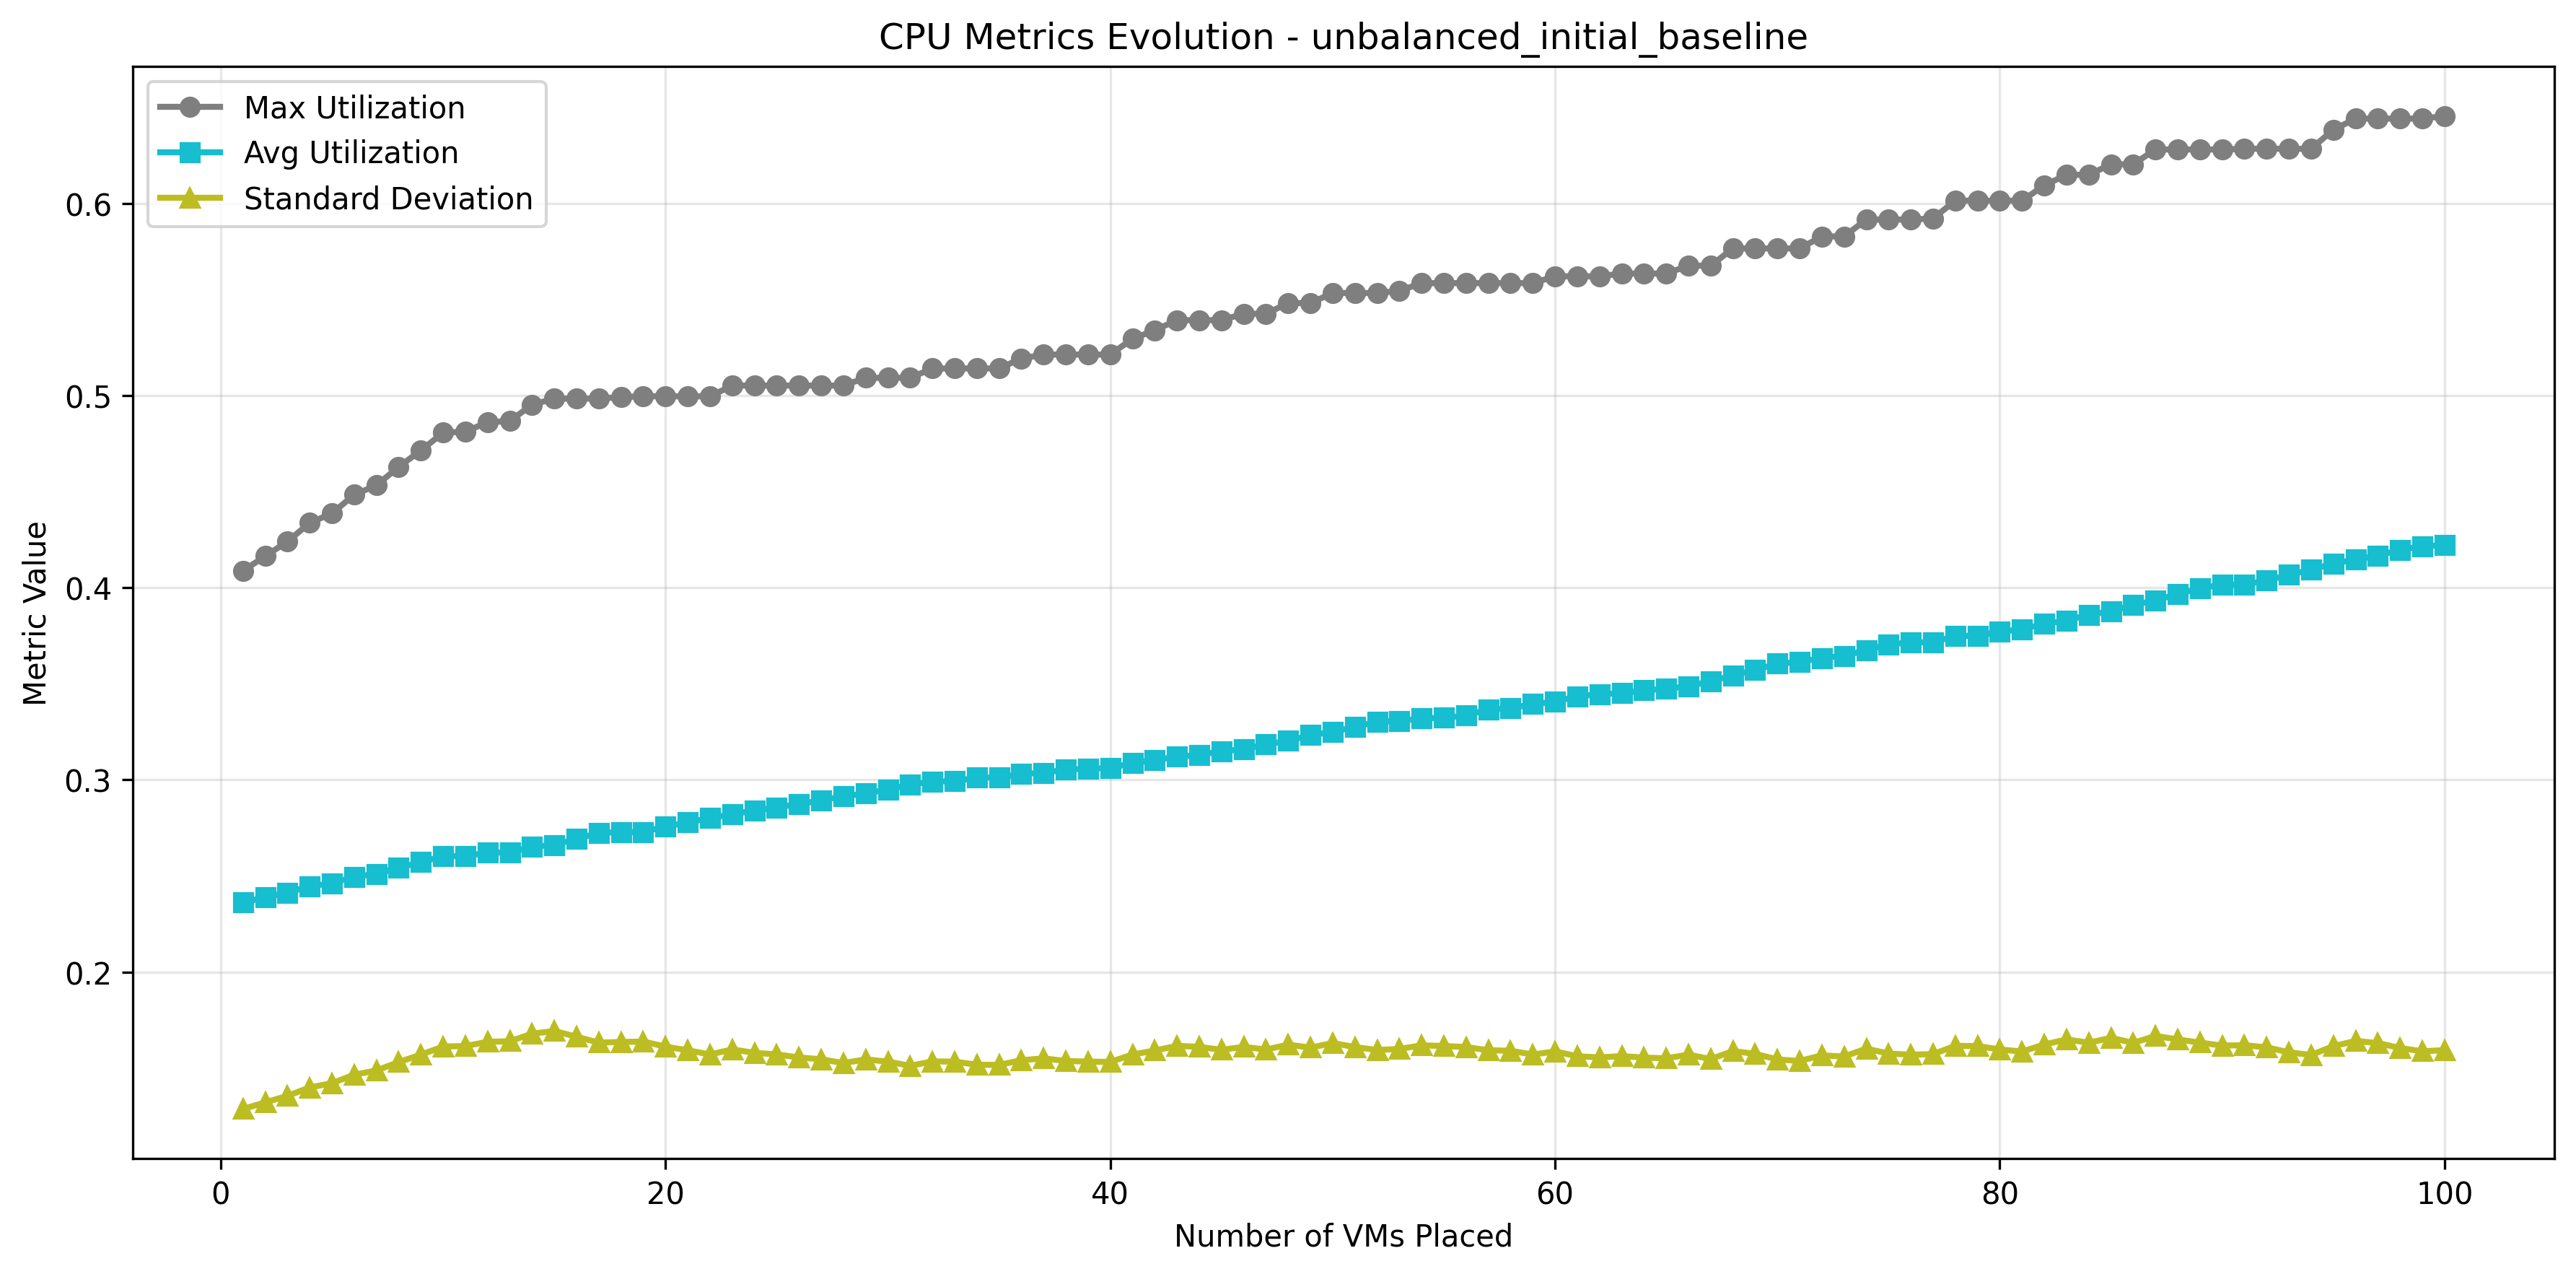 CPU Metrics Evolution - unbalanced_initial_baseline
Max Utilization
Avg Utilization
Standard Deviation
Metric Value
0.6
0.5
0.4
0.3
0.2
0
20
40
60
80
100
Number of VMs Placed